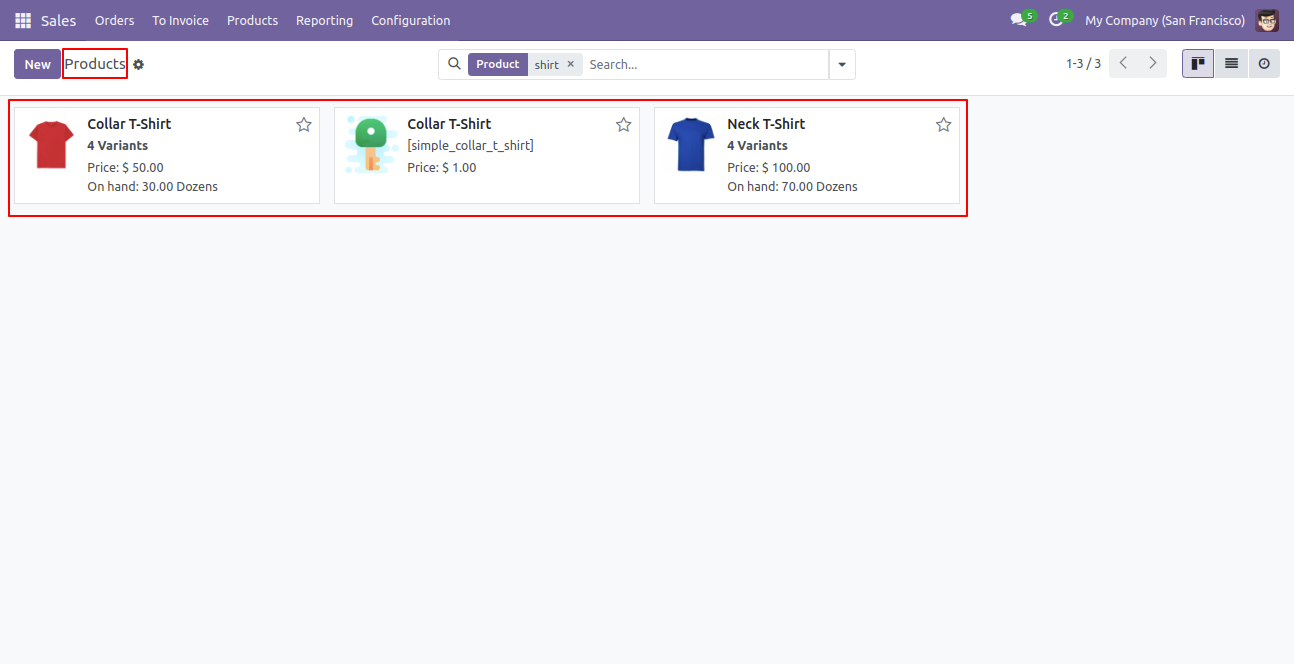 Sales Orders To Invoice Products Reporting Configuration 5 2 My Company (San Francisco)
New Products Product shirt × Search... 1-3 / 3
Collar T-Shirt
4 Variants
Price: $ 50.00
On hand: 30.00 Dozens
Collar T-Shirt
[simple_collar_t_shirt]
Price: $ 1.00
Neck T-Shirt
4 Variants
Price: $ 100.00
On hand: 70.00 Dozens